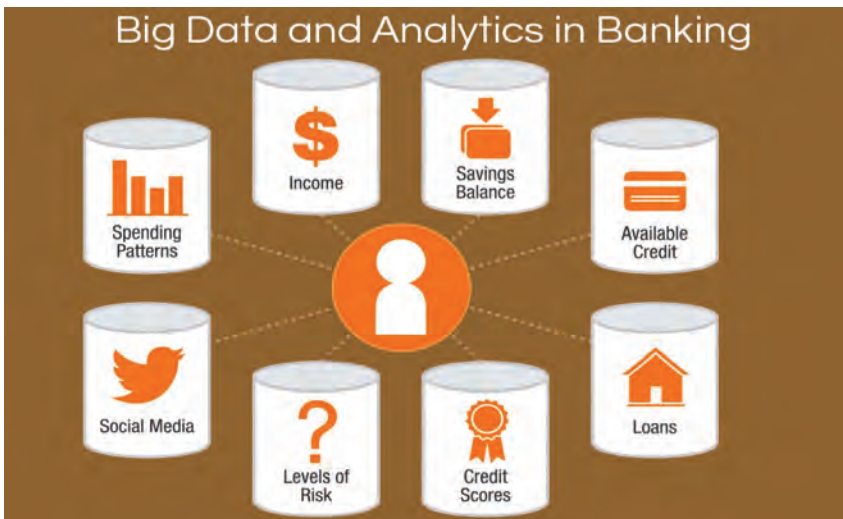 Big Data and Analytics in Banking
Income
Savings
Balance
Spending
Patterns
Available
Credit
Social Media
Loans
Levels of
Risk
Credit
Scores